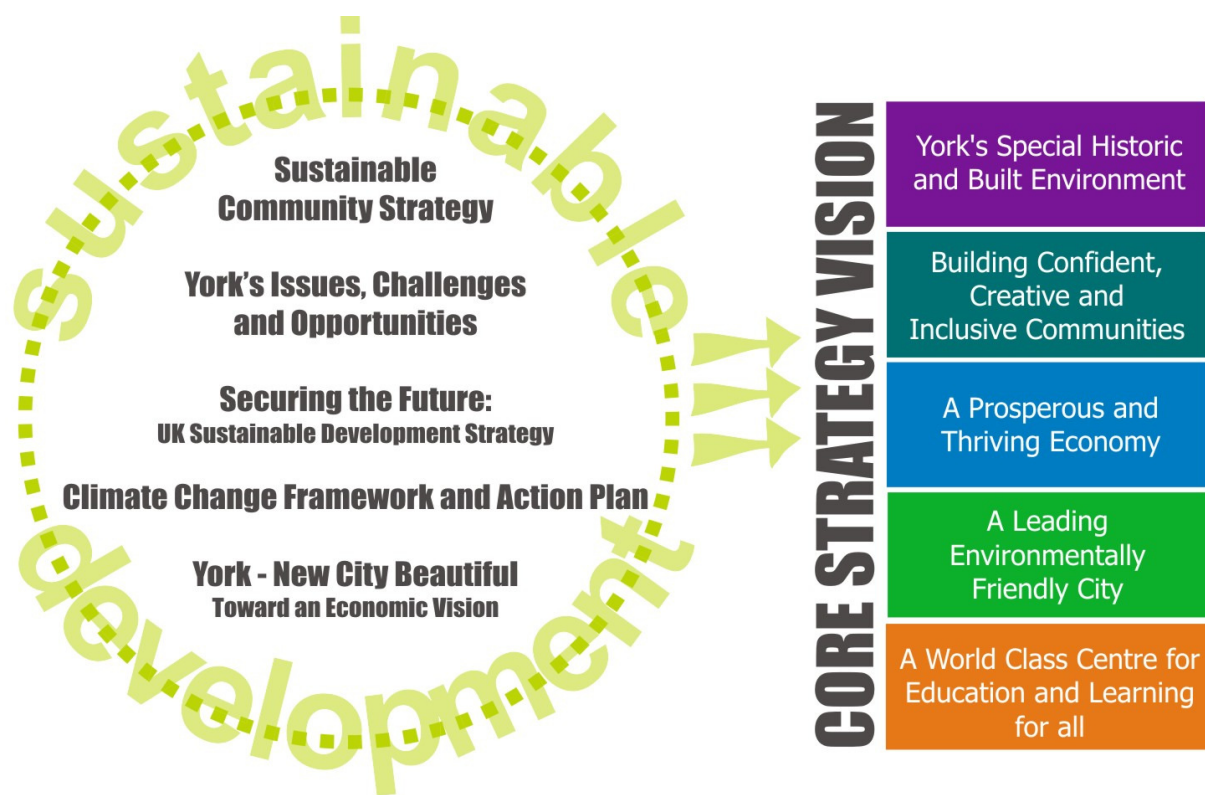 sustainable
Sustainable
Community Strategy
York’s Issues, Challenges
and Opportunities
Securing the Future:
UK Sustainable Development Strategy
Climate Change Framework and Action Plan
York - New City Beautiful
Toward an Economic Vision
development
CORE STRATEGY VISION
York's Special Historic
and Built Environment
Building Confident,
Creative and
Inclusive Communities
A Prosperous and
Thriving Economy
A Leading
Environmentally
Friendly City
A World Class Centre for
Education and Learning
for all